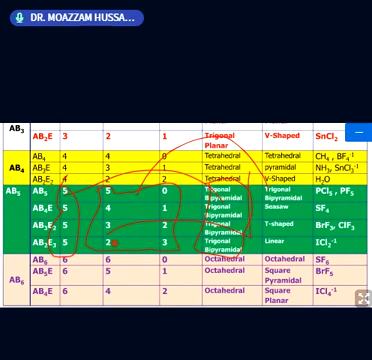 DR. MOAZZAM HUSSA...
AB3
AB2E 3 2 1 Trigonal Planar V-Shaped SnCl2
AB4 AB4 4 4 0 Tetrahedral Tetrahedral CH4 , BF4-1
AB3E 4 3 1 Tetrahedral pyramidal NH3, SnCl3-1
AB2E2 4 2 2 Tetrahedral V-Shaped H2O
AB5 AB5 5 5 0 Trigonal Bipyramidal Trigonal Bipyramidal PCl5 , PF5
AB4E 5 4 1 Trigonal Bipyramidal Seasaw SF4
AB3E2 5 3 2 Trigonal Bipyramidal T-shaped BrF3, ClF3
AB2E3 5 2 3 Trigonal Bipyramidal Linear ICl2-1
AB6 AB6 6 6 0 Octahedral Octahedral SF6
AB5E 6 5 1 Octahedral Square Pyramidal BrF5
AB4E 6 4 2 Octahedral Square Planar ICl4-1